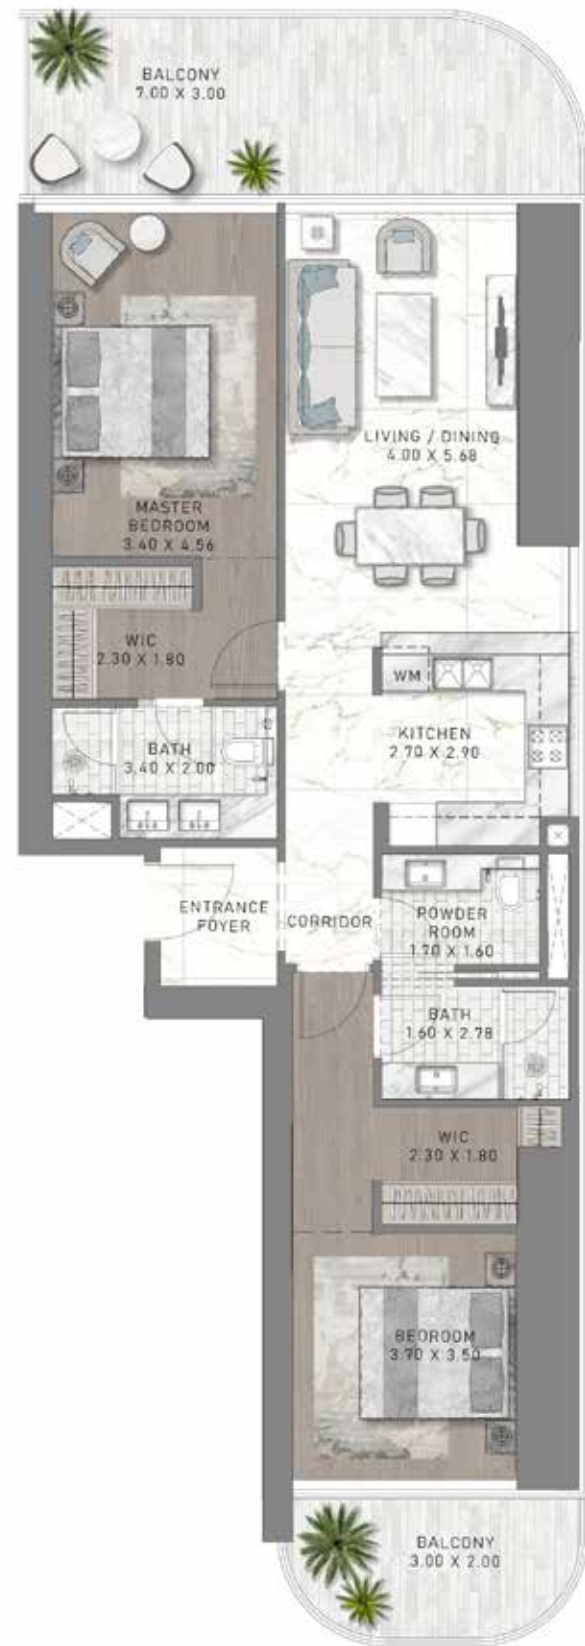 BALCONY
7.00 X 3.00
LIVING / DINING
4.00 X 5.68
MASTER
BEDROOM
3.40 X 4.56
WIC
2.30 X 1.80
WM
KITCHEN
2.70 X 2.90
BATH
3.40 X 2.00
ENTRANCE
FOYER
CORRIDOR
POWDER
ROOM
1.70 X 1.60
BATH
1.60 X 2.78
WIC
2.30 X 1.80
BEDROOM
3.70 X 3.50
BALCONY
3.00 X 2.00